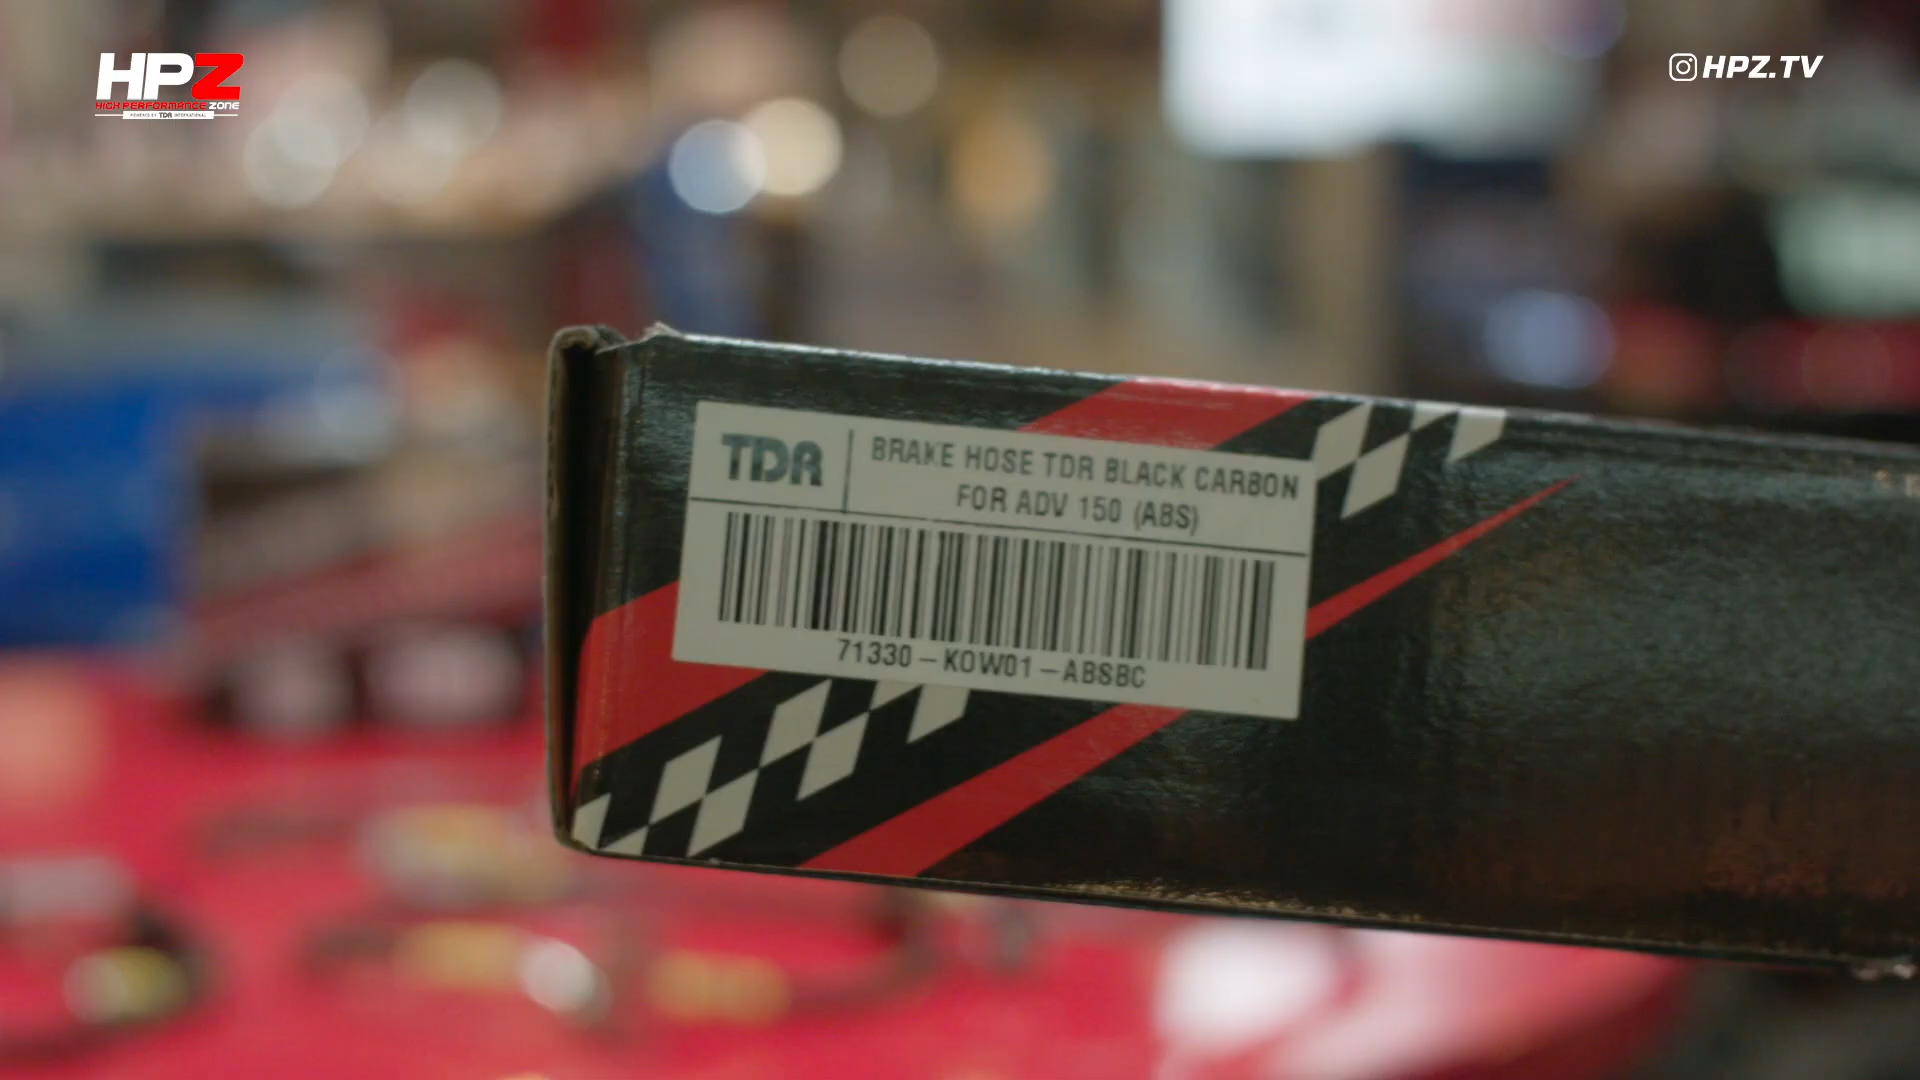 HPZ
HIGH PERFORMANCE ZONE
POWERED BY TDR INTERNATIONAL
HPZ.TV
TDR
BRAKE HOSE TDR BLACK CARBON
FOR ADV 150 (ABS)
71330-K0W01-ABSBC